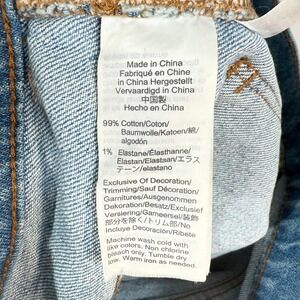 Made in China
Fabriqué en Chine
in China Hergestellt
Vervaardigd in China
中国製
Hecho en China
99% Cotton/Coton/
Baumwolle/Katoen/綿/
algodón
1% Elastane/Élasthanne/
Elastan/Elastaan/エラス
テーン/elastano
Exclusive Of Decoration/
Trimming/Sauf Décoration/
Garnitures/Ausgenommen
Dekoration/Besatz/Exclusief
Versiering/Garneersel/装飾
部分を除く/トリム部/No
Incluye Decoración/Ribete
Machine wash cold with
like colors. Non chlorine
bleach only. Tumble dry
low. Warm iron as needed.